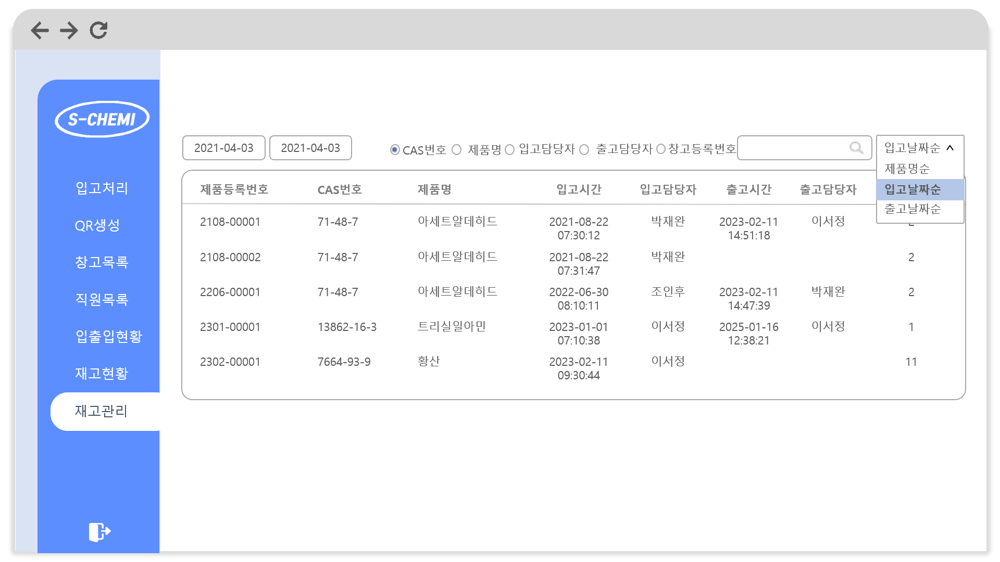 S-CHEMI
입고처리
QR생성
창고목록
직원목록
입출입현황
재고현황
재고관리
2021-04-03 2021-04-03 CAS번호 제품명 입고담당자 출고담당자 창고등록번호 입고날짜순
제품명순
입고날짜순
출고날짜순
제품등록번호 CAS번호 제품명 입고시간 입고담당자 출고시간 출고담당자
2108-00001 71-48-7 아세트알데히드 2021-08-22 박재완 2023-02-11 이서정
07:30:12 14:51:18
2108-00002 71-48-7 아세트알데히드 2021-08-22 박재완 2
07:31:47
2206-00001 71-48-7 아세트알데히드 2022-06-30 조인후 2023-02-11 박재완 2
08:10:11 14:47:39
2301-00001 13862-16-3 트리실일아민 2023-01-01 이서정 2025-01-16 이서정 1
07:10:38 12:38:21
2302-00001 7664-93-9 황산 2023-02-11 이서정 11
09:30:44